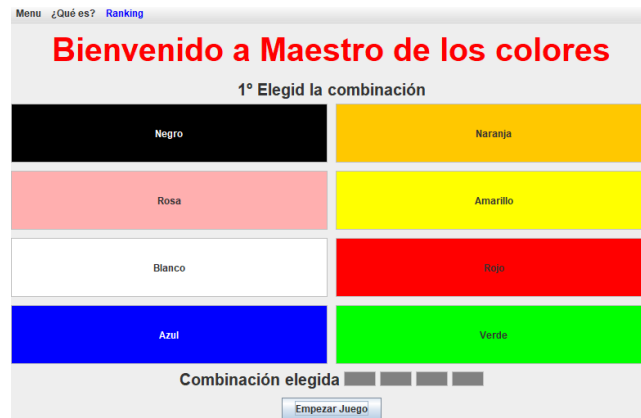 Menu ¿Qué es? Ranking
Bienvenido a Maestro de los colores
1º Elegid la combinación
Negro Naranja
Rosa Amarillo
Blanco Rojo
Azul Verde
Combinación elegida
Empezar Juego